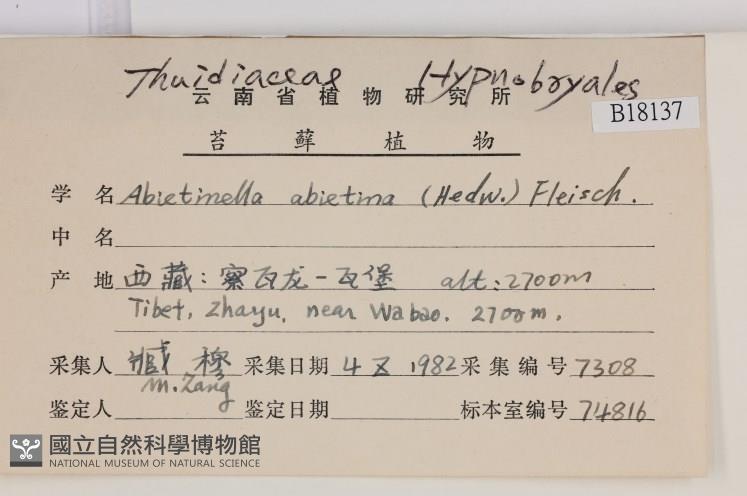 Thuidiaceae Hypnobryales
云南省植物研究所
B18137
苔藓植物
学 名 Abietinella abietina (Hedw.) Fleisch.
中 名
产 地 西藏:察瓦龙-瓦堡 alt:2700m
Tibet, Zhayu, near Wabao. 2700m.
采集人 臧穆 采集日期 4 X 1982 采集编号 7308
M. Zang
鉴定人 鉴定日期 标本室编号 74816
國立自然科學博物館
NATIONAL MUSEUM OF NATURAL SCIENCE